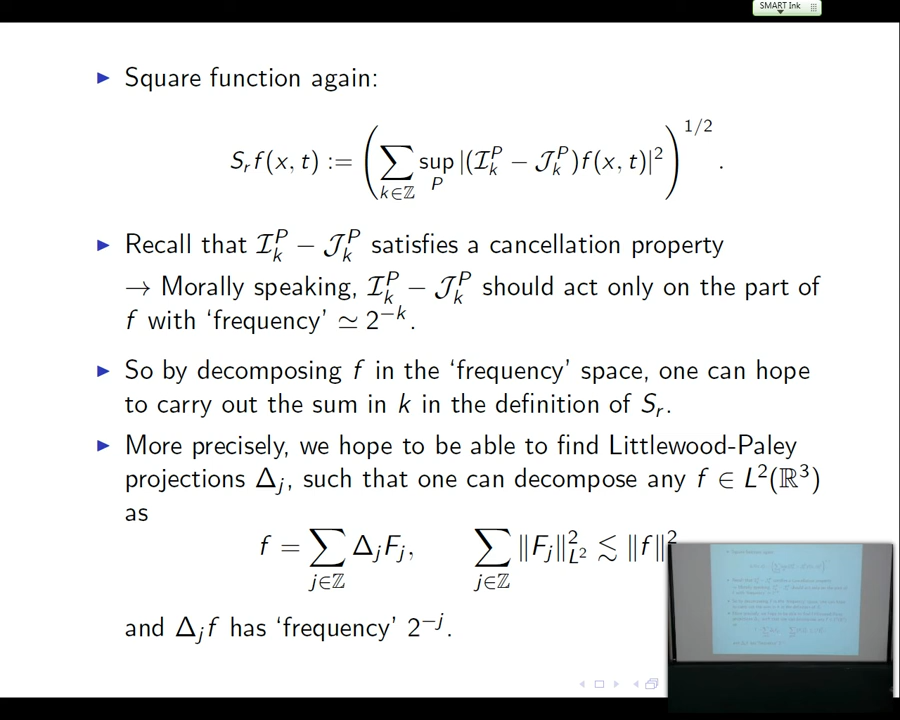 SMART Ink
▶ Square function again:
S_r f(x, t) := ( ∑_{k∈ℤ} sup_P |(ℐ_k^P − 𝒥_k^P)f(x, t)|² )^{1/2} .
▶ Recall that ℐ_k^P − 𝒥_k^P satisfies a cancellation property
→ Morally speaking, ℐ_k^P − 𝒥_k^P should act only on the part of
f with ‘frequency’ ≃ 2^{−k}.
▶ So by decomposing f in the ‘frequency’ space, one can hope
to carry out the sum in k in the definition of S_r.
▶ More precisely, we hope to be able to find Littlewood-Paley
projections Δ_j, such that one can decompose any f ∈ L²(ℝ³)
as
f = ∑_{j∈ℤ} Δ_j F_j, ∑_{j∈ℤ} ‖F_j‖²_{L²} ≲ ‖f‖²
and Δ_j f has ‘frequency’ 2^{−j}.